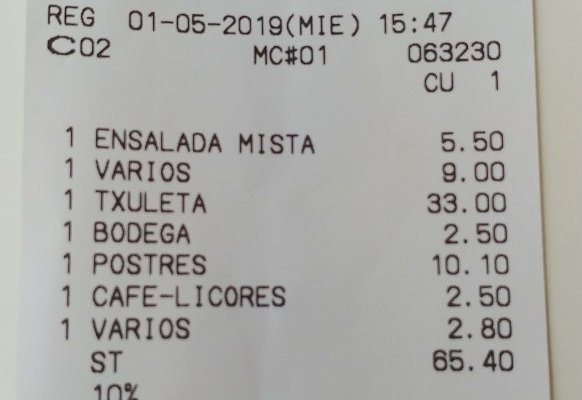 REG 01-05-2019(MIE) 15:47
C02 MC#01 063230
CU 1
1 ENSALADA MISTA 5.50
1 VARIOS 9.00
1 TXULETA 33.00
1 BODEGA 2.50
1 POSTRES 10.10
1 CAFE-LICORES 2.50
1 VARIOS 2.80
ST 65.40
10%